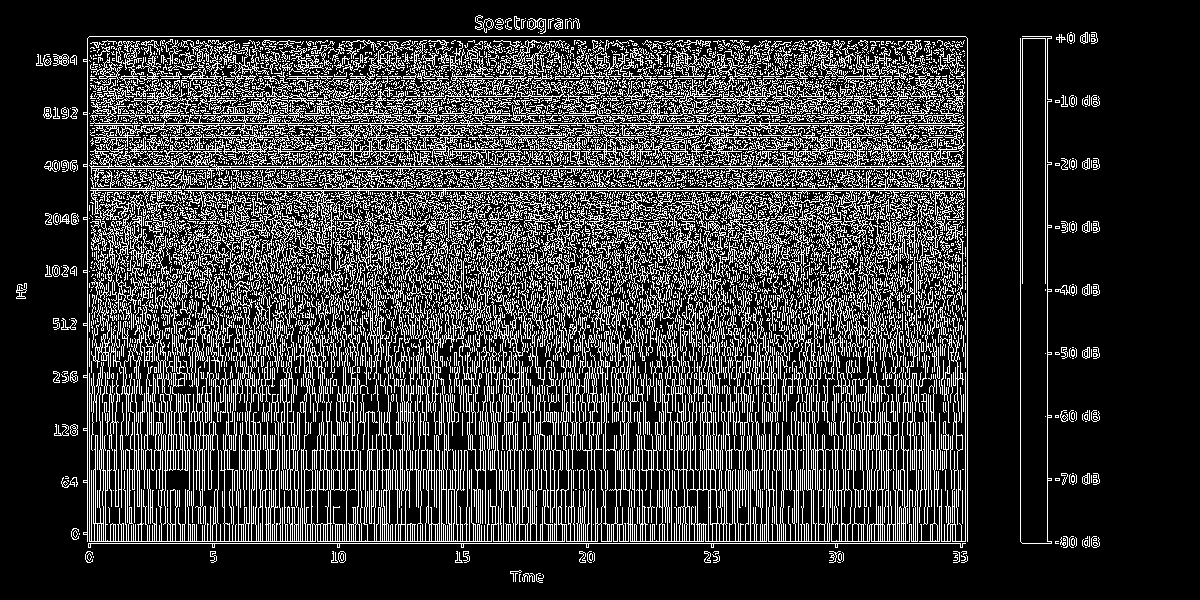 Spectrogram
+0 dB
16384
-10 dB
8192
-20 dB
4096
-30 dB
2048
1024
Hz
-40 dB
512
-50 dB
256
-60 dB
128
-70 dB
64
0
-80 dB
0 5 10 15 20 25 30 35
Time